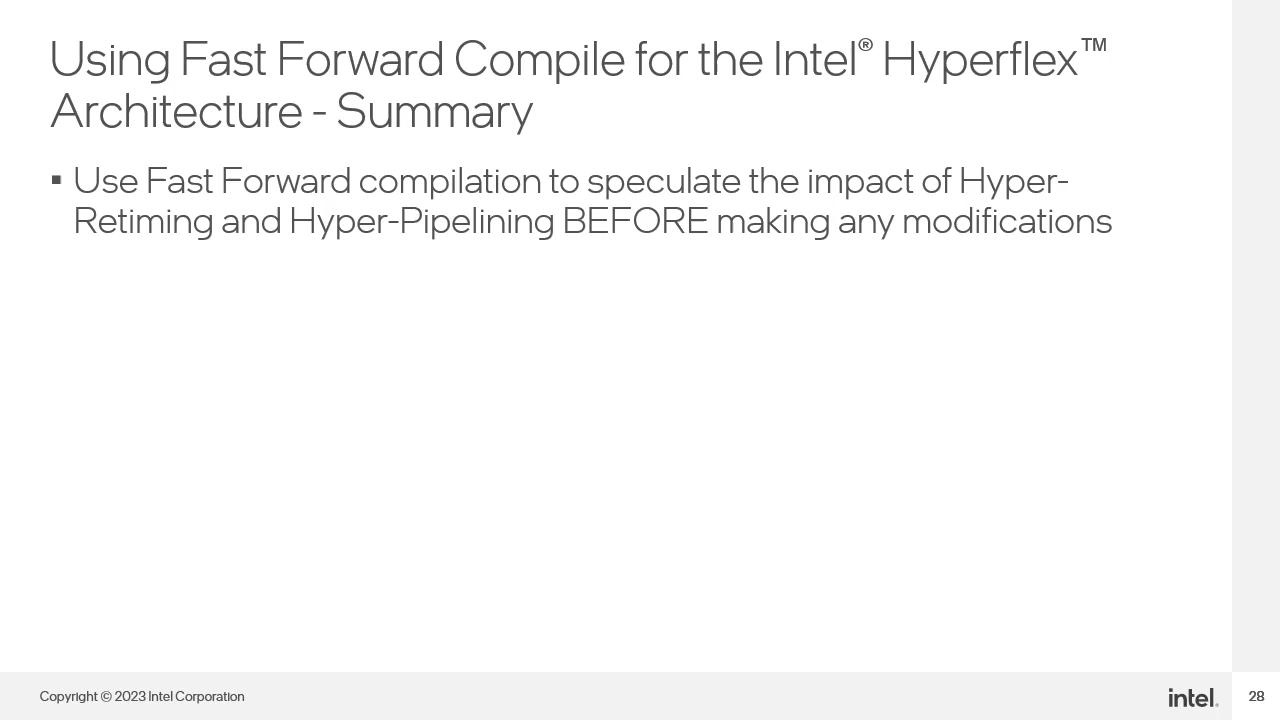 Using Fast Forward Compile for the Intel® Hyperflex™
Architecture - Summary
▪ Use Fast Forward compilation to speculate the impact of Hyper-
Retiming and Hyper-Pipelining BEFORE making any modifications
Copyright © 2023 Intel Corporation
intel.
28